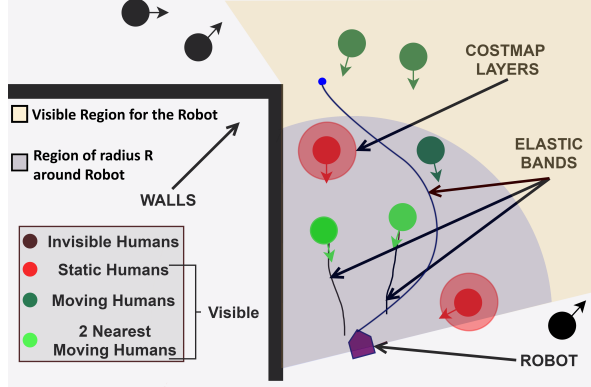 COSTMAP
LAYERS
Visible Region for the Robot
ELASTIC
BANDS
Region of radius R
around Robot
WALLS
Invisible Humans
Static Humans
Moving Humans
Visible
2 Nearest
Moving Humans
ROBOT